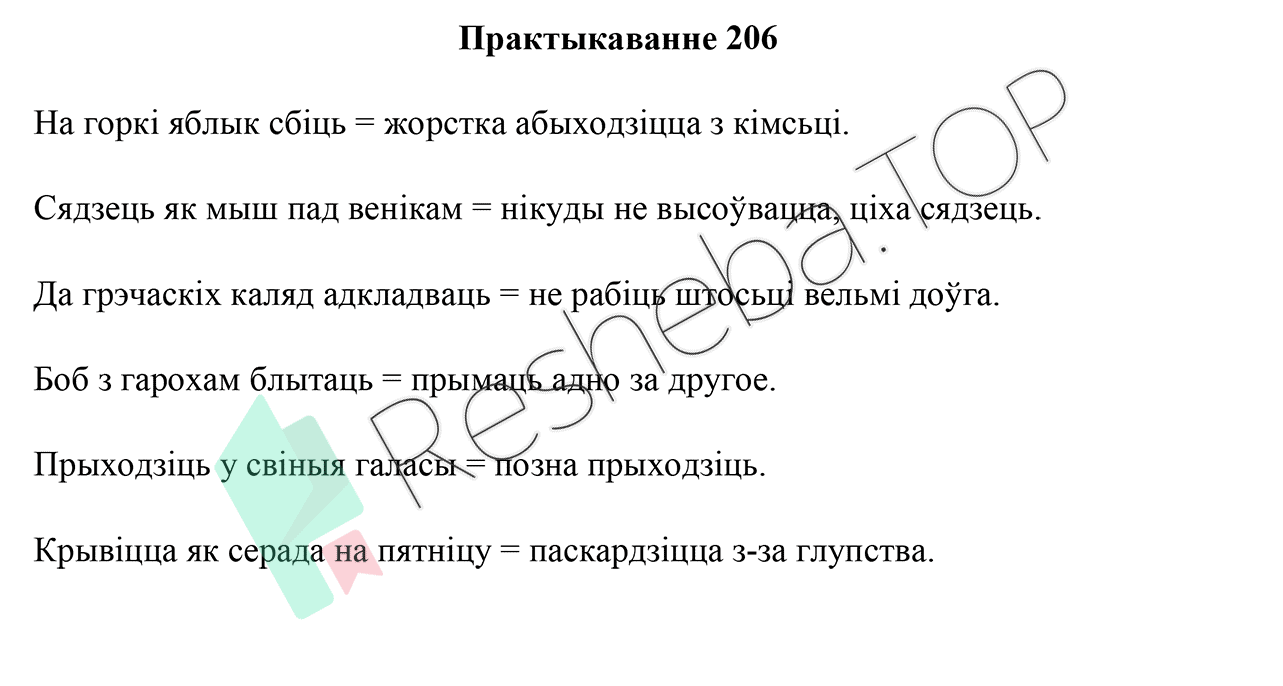 Практыкаванне 206
На горкі яблык сбіць = жорстка абыходзіцца з кімсьці.
Сядзець як мыш пад венікам = нікуды не высоўвацца, ціха сядзець.
Да грэчаскіх каляд адкладваць = не рабіць штосьці вельмі доўга.
Боб з гарохам блытаць = прымаць адно за другое.
Прыходзіць у свіныя галасы = позна прыходзіць.
Крывіцца як серада на пятніцу = паскардзіцца з-за глупства.
Resheba.TOP